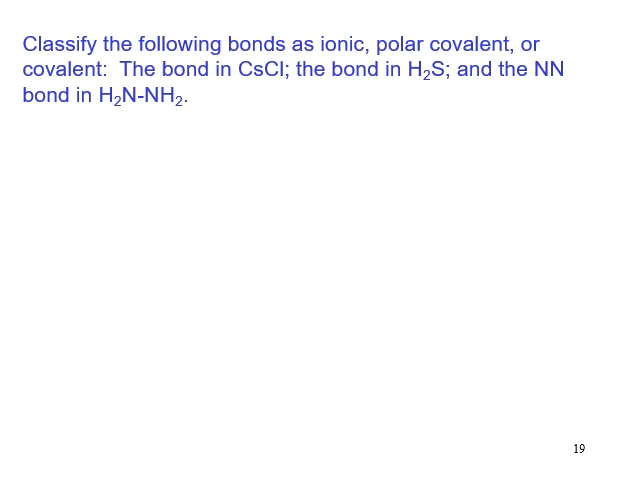 Classify the following bonds as ionic, polar covalent, or
covalent: The bond in CsCl; the bond in H₂S; and the NN
bond in H₂N-NH₂.
19